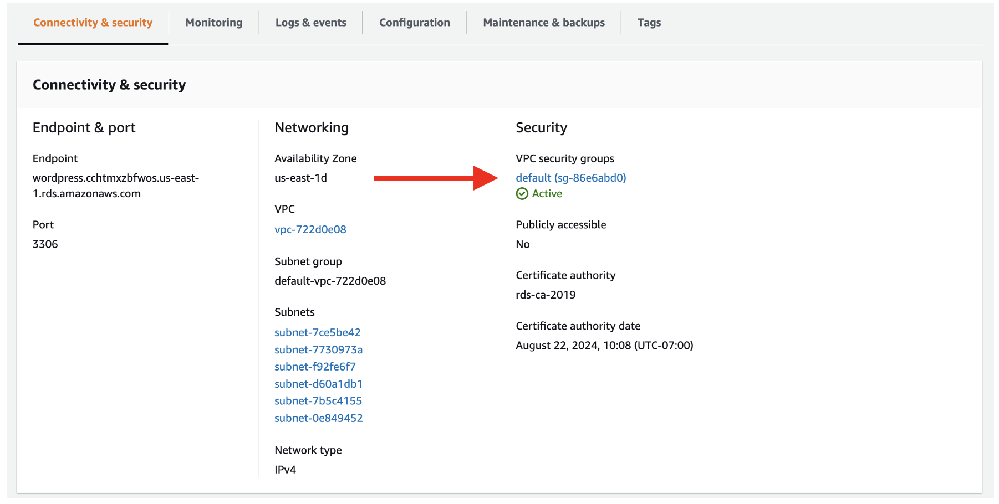 Connectivity & security
Monitoring
Logs & events
Configuration
Maintenance & backups
Tags
Connectivity & security
Endpoint & port
Endpoint
wordpress.cchtmxzbfwos.us-east-
1.rds.amazonaws.com
Port
3306
Networking
Availability Zone
us-east-1d
VPC
vpc-722d0e08
Subnet group
default-vpc-722d0e08
Subnets
subnet-7ce5be42
subnet-7730973a
subnet-f92fe6f7
subnet-d60a1db1
subnet-7b5c4155
subnet-0e849452
Network type
IPv4
Security
VPC security groups
default (sg-86e6abd0)
Active
Publicly accessible
No
Certificate authority
rds-ca-2019
Certificate authority date
August 22, 2024, 10:08 (UTC-07:00)